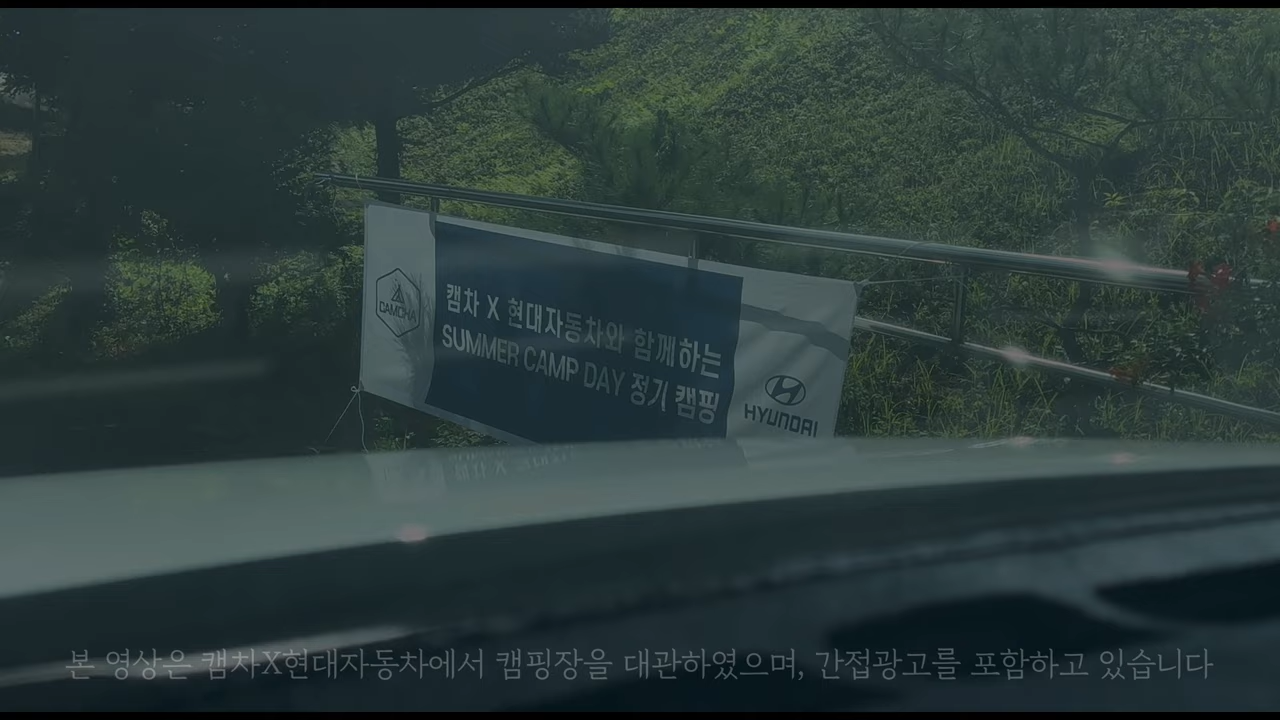 CAMCHA
캠차 X 현대자동차와 함께하는
SUMMER CAMP DAY 정기 캠핑
HYUNDAI
본 영상은 캠차X현대자동차에서 캠핑장을 대관하였으며, 간접광고를 포함하고 있습니다